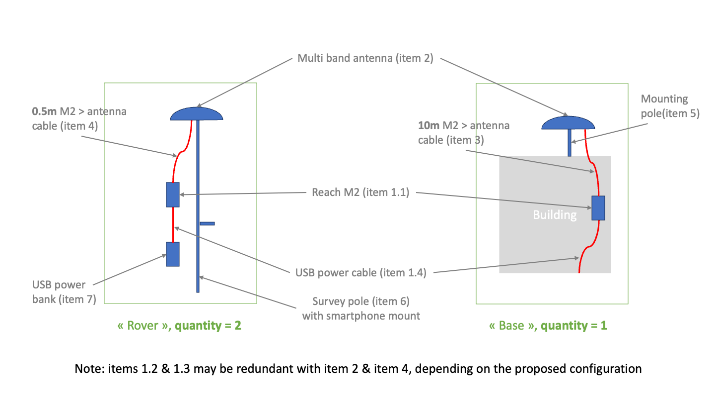 Multi band antenna (item 2)
0.5m M2 > antenna
cable (item 4)
10m M2 > antenna
cable (item 3)
Mounting
pole(item 5)
Reach M2 (item 1.1)
Building
USB power cable (item 1.4)
USB power
bank (item 7)
Survey pole (item 6)
with smartphone mount
« Rover », quantity = 2
« Base », quantity = 1
Note: items 1.2 & 1.3 may be redundant with item 2 & item 4, depending on the proposed configuration